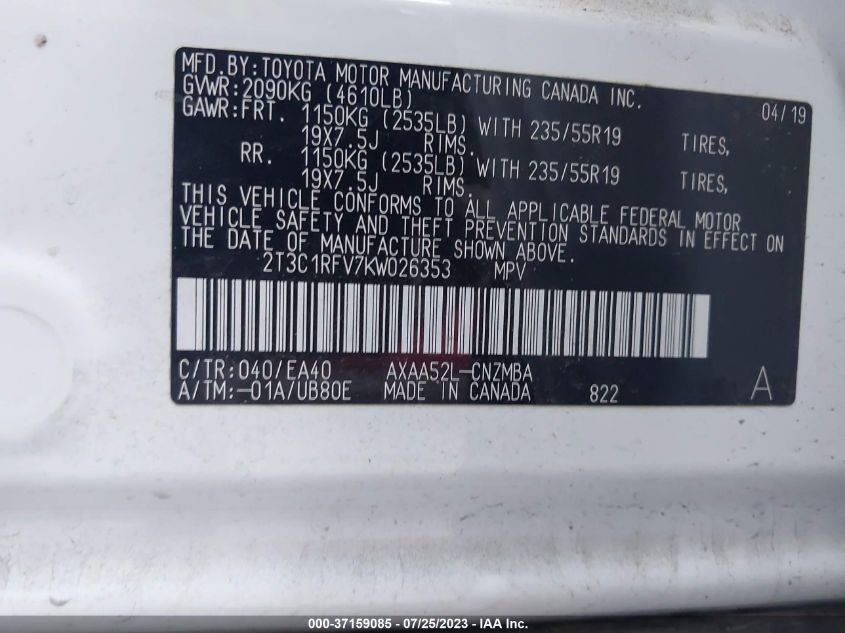 MFD.BY:TOYOTA MOTOR MANUFACTURING CANADA INC.
04/19
GVWR:2090KG (4610LB)
GAWR:FRT. 1150KG (2535LB) WITH 235/55R19 TIRES,
19X7.5J RIMS.
RR. 1150KG (2535LB) WITH 235/55R19 TIRES,
19X7.5J RIMS.
THIS VEHICLE CONFORMS TO ALL APPLICABLE FEDERAL MOTOR
VEHICLE SAFETY AND THEFT PREVENTION STANDARDS IN EFFECT ON
THE DATE OF MANUFACTURE SHOWN ABOVE.
2T3C1RFV7KW026353 MPV
C/TR:040/EA40 AXAA52L-CNZMBA
A/TM:-01A/UB80E MADE IN CANADA 822 A
000-37159085 / 07/25/2023 - IAAI.COM